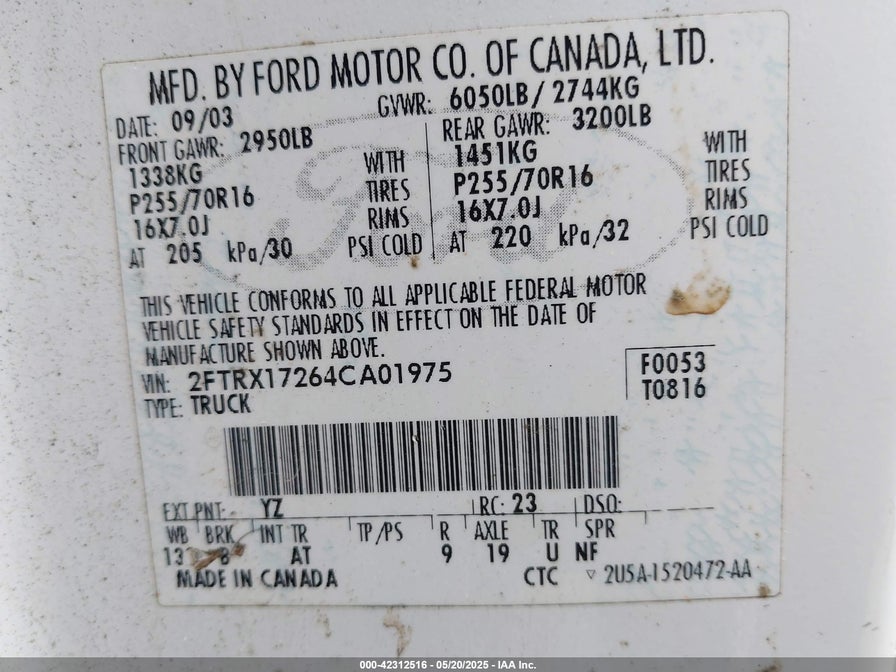 MFD. BY FORD MOTOR CO. OF CANADA, LTD.
DATE: 09/03 GVWR: 6050LB/ 2744KG
FRONT GAWR: 2950LB REAR GAWR: 3200LB
1338KG WITH 1451KG WITH
P255/70R16 TIRES P255/70R16 TIRES
16X7.0J RIMS 16X7.0J RIMS
AT 205 kPa/30 PSI COLD AT 220 kPa/32 PSI COLD
THIS VEHICLE CONFORMS TO ALL APPLICABLE FEDERAL MOTOR
VEHICLE SAFETY STANDARDS IN EFFECT ON THE DATE OF
MANUFACTURE SHOWN ABOVE.
VIN: 2FTRX17264CA01975 F0053
TYPE: TRUCK T0816
EXT PNT: YZ RC: 23 DSO:
WB BRK INT TR TP/PS R AXLE TR SPR
13 8 AT 9 19 U NF
MADE IN CANADA CTC ▽ 2U5A-1520472-AA
Ford
000-42312516 - 05/20/2025 - IAA Inc.